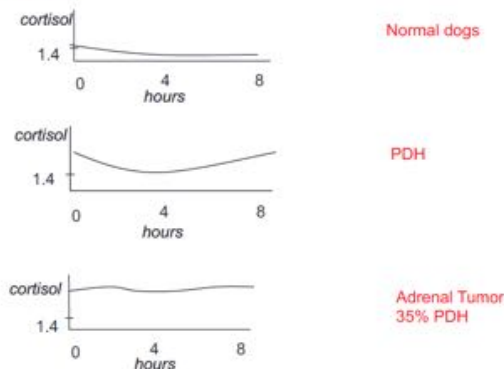 cortisol
Normal dogs
1.4
0 4 8
hours
cortisol
PDH
1.4
0 4 8
hours
cortisol
Adrenal Tumor
35% PDH
1.4
0 4 8
hours